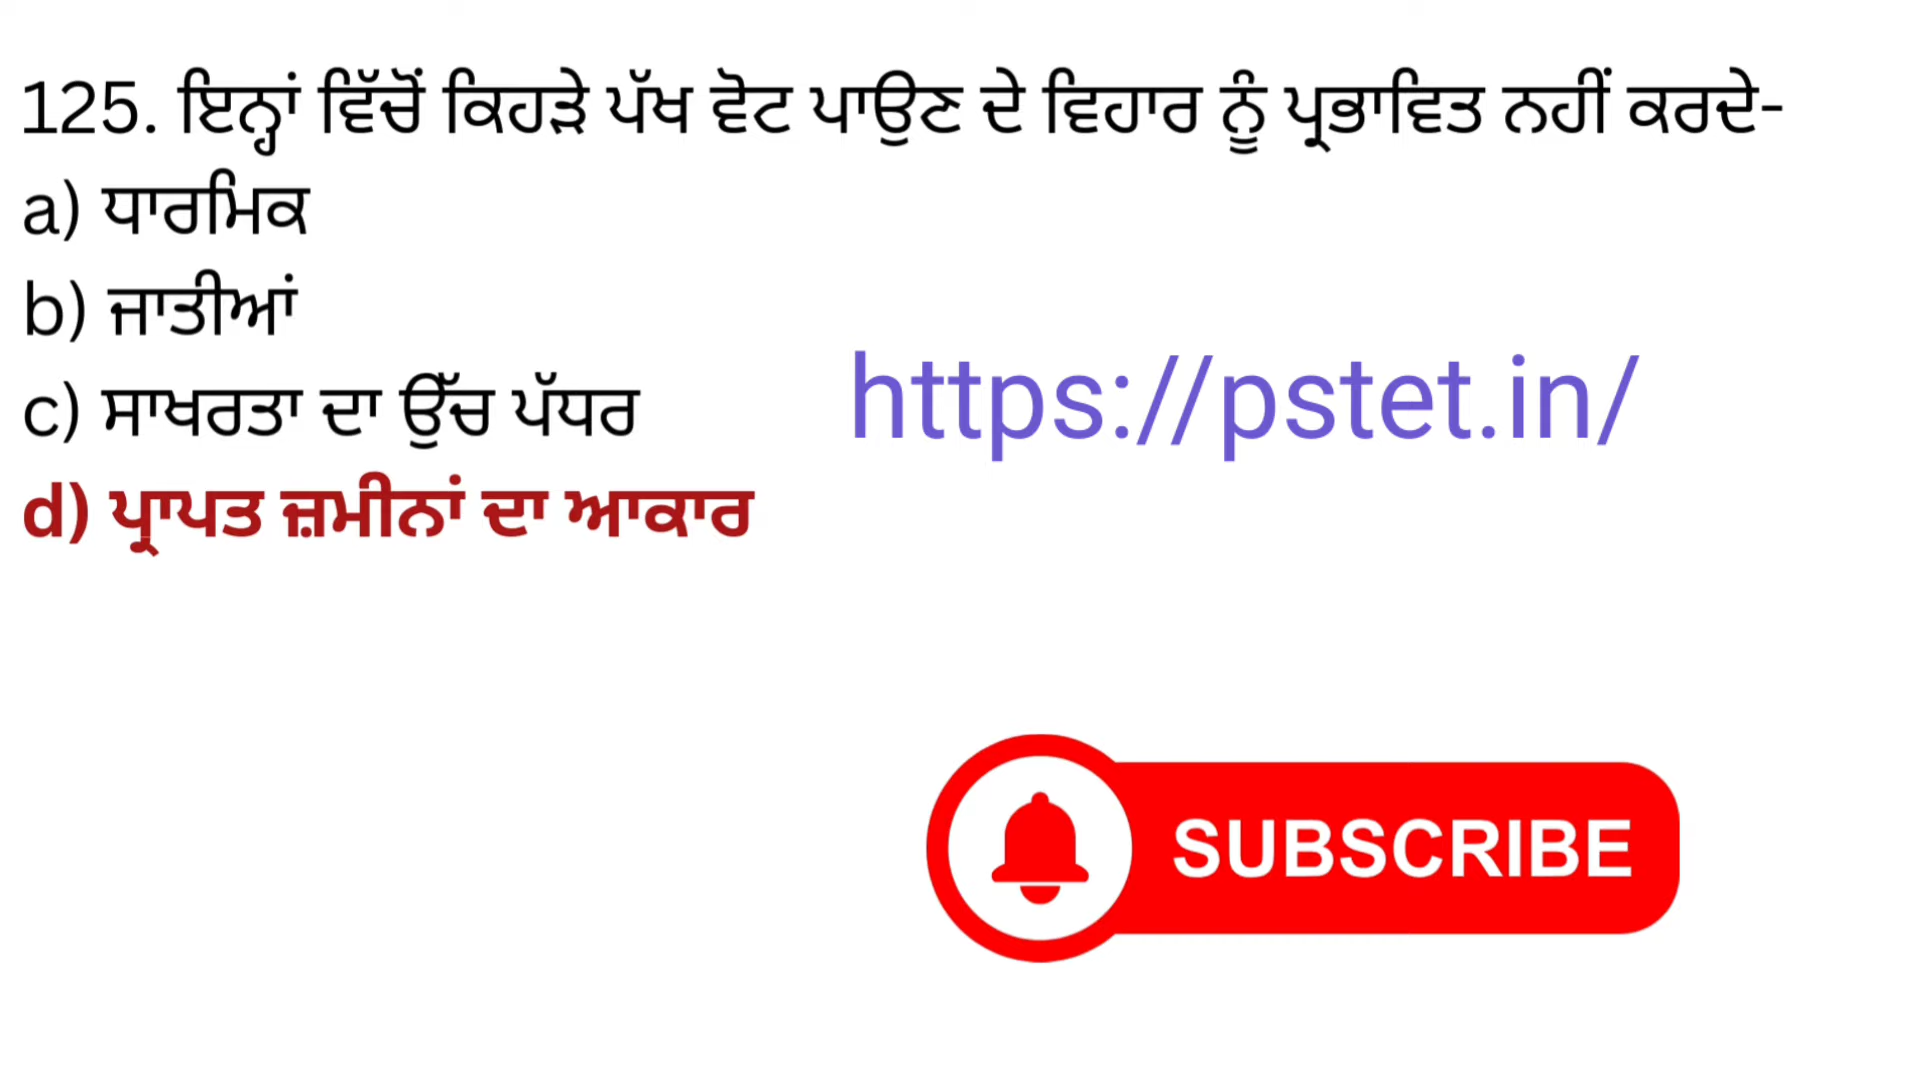 125. ਇਨ੍ਹਾਂ ਵਿੱਚੋਂ ਕਿਹੜੇ ਪੱਖ ਵੋਟ ਪਾਉਣ ਦੇ ਵਿਹਾਰ ਨੂੰ ਪ੍ਰਭਾਵਿਤ ਨਹੀਂ ਕਰਦੇ-
a) ਧਾਰਮਿਕ
b) ਜਾਤੀਆਂ
c) ਸਾਖਰਤਾ ਦਾ ਉੱਚ ਪੱਧਰ
d) ਪ੍ਰਾਪਤ ਜ਼ਮੀਨਾਂ ਦਾ ਆਕਾਰ
https://pstet.in/
SUBSCRIBE